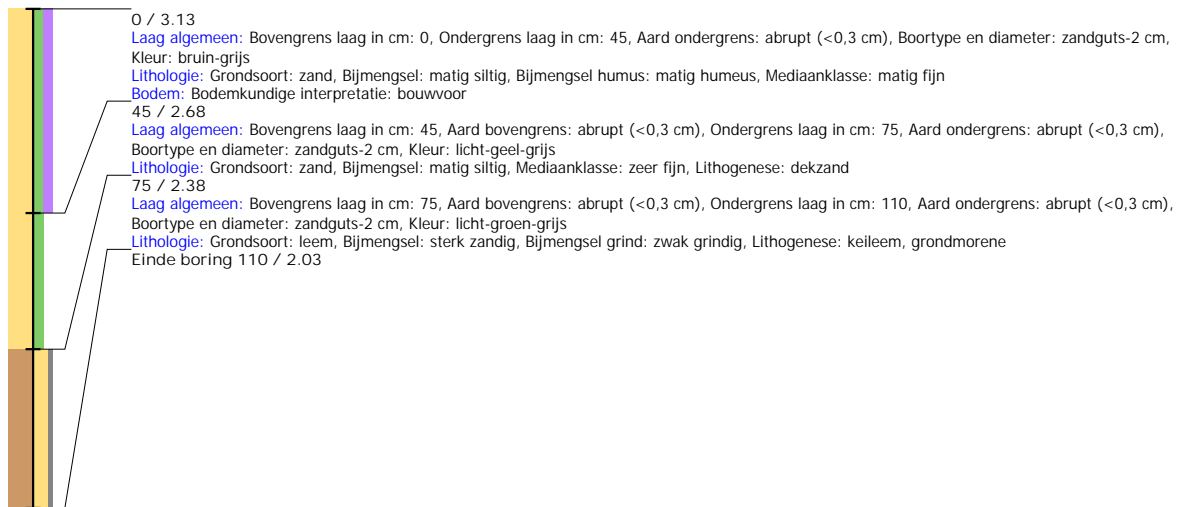 0 / 3.13
Laag algemeen: Bovengrens laag in cm: 0, Ondergrens laag in cm: 45, Aard ondergrens: abrupt (<0,3 cm), Boortype en diameter: zandguts-2 cm,
Kleur: bruin-grijs
Lithologie: Grondsoort: zand, Bijmengsel: matig siltig, Bijmengsel humus: matig humeus, Mediaanklasse: matig fijn
Bodem: Bodemkundige interpretatie: bouwvoor
45 / 2.68
Laag algemeen: Bovengrens laag in cm: 45, Aard bovengrens: abrupt (<0,3 cm), Ondergrens laag in cm: 75, Aard ondergrens: abrupt (<0,3 cm),
Boortype en diameter: zandguts-2 cm, Kleur: licht-geel-grijs
Lithologie: Grondsoort: zand, Bijmengsel: matig siltig, Mediaanklasse: zeer fijn, Lithogenese: dekzand
75 / 2.38
Laag algemeen: Bovengrens laag in cm: 75, Aard bovengrens: abrupt (<0,3 cm), Ondergrens laag in cm: 110, Aard ondergrens: abrupt (<0,3 cm),
Boortype en diameter: zandguts-2 cm, Kleur: licht-groen-grijs
Lithologie: Grondsoort: leem, Bijmengsel: sterk zandig, Bijmengsel grind: zwak grindig, Lithogenese: keileem, grondmorene
Einde boring 110 / 2.03